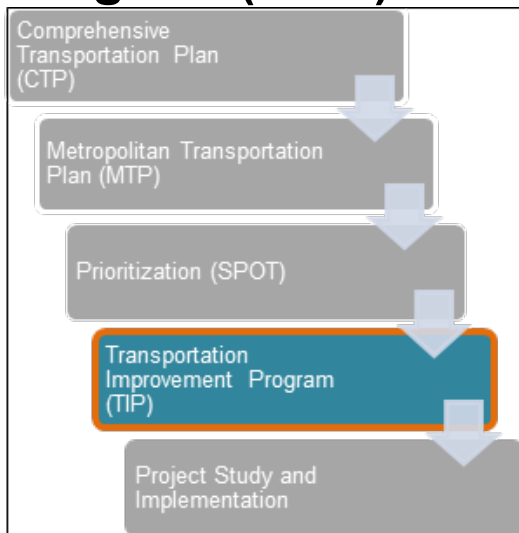 Comprehensive
Transportation Plan
(CTP)
Metropolitan Transportation
Plan (MTP)
Prioritization (SPOT)
Transportation
Improvement Program
(TIP)
Project Study and
Implementation